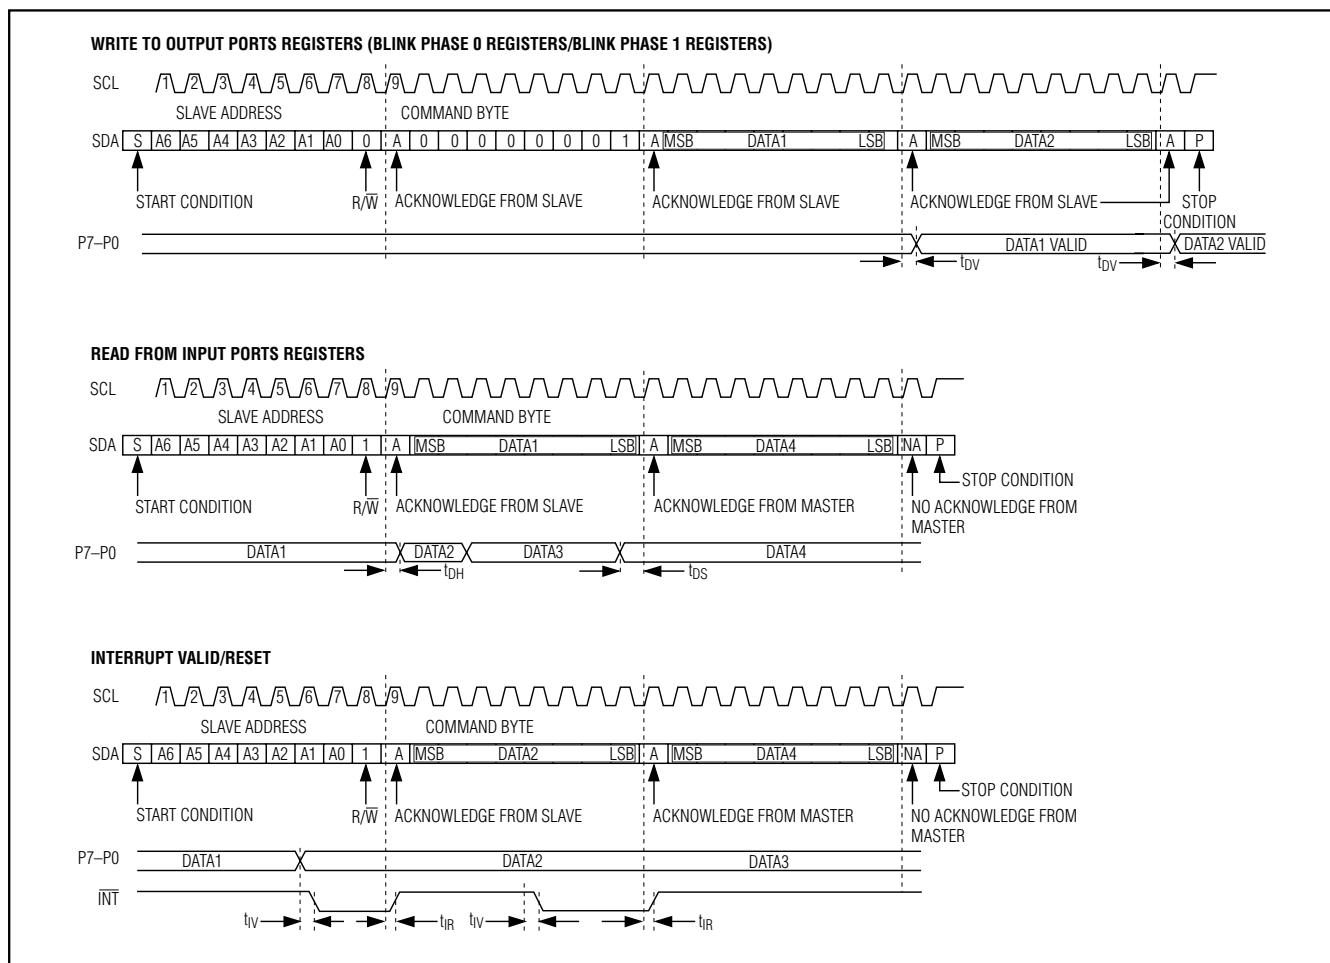 WRITE TO OUTPUT PORTS REGISTERS (BLINK PHASE 0 REGISTERS/BLINK PHASE 1 REGISTERS)
SCL 1 2 3 4 5 6 7 8 9
SLAVE ADDRESS COMMAND BYTE
SDA S A6 A5 A4 A3 A2 A1 A0 0 A 0 0 0 0 0 0 0 1 A MSB DATA1 LSB A MSB DATA2 LSB A P
START CONDITION R/W̅ ACKNOWLEDGE FROM SLAVE ACKNOWLEDGE FROM SLAVE ACKNOWLEDGE FROM SLAVE STOP
CONDITION
P7–P0 DATA1 VALID DATA2 VALID
tDV tDV
READ FROM INPUT PORTS REGISTERS
SCL 1 2 3 4 5 6 7 8 9
SLAVE ADDRESS COMMAND BYTE
SDA S A6 A5 A4 A3 A2 A1 A0 1 A MSB DATA1 LSB A MSB DATA4 LSB NA P
STOP CONDITION
START CONDITION R/W̅ ACKNOWLEDGE FROM SLAVE ACKNOWLEDGE FROM MASTER NO ACKNOWLEDGE FROM
MASTER
P7–P0 DATA1 DATA2 DATA3 DATA4
tDH tDS
INTERRUPT VALID/RESET
SCL 1 2 3 4 5 6 7 8 9
SLAVE ADDRESS COMMAND BYTE
SDA S A6 A5 A4 A3 A2 A1 A0 1 A MSB DATA2 LSB A MSB DATA4 LSB NA P
STOP CONDITION
START CONDITION R/W̅ ACKNOWLEDGE FROM SLAVE ACKNOWLEDGE FROM MASTER NO ACKNOWLEDGE FROM
MASTER
P7–P0 DATA1 DATA2 DATA3
I̅N̅T̅
tIV tIR tIV tIR